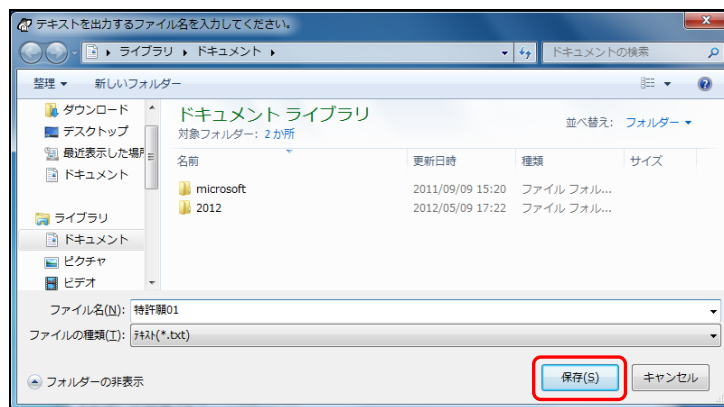 テキストを出力するファイル名を入力してください。
ライブラリ ドキュメント
ドキュメントの検索
整理 新しいフォルダー
ダウンロード
デスクトップ
最近表示した場所
ドキュメント
ライブラリ
ドキュメント
ピクチャ
ビデオ
ドキュメント ライブラリ
対象フォルダー: 2 か所
並べ替え: フォルダー
名前 更新日時 種類 サイズ
microsoft 2011/09/09 15:20 ファイル フォル...
2012 2012/05/09 17:22 ファイル フォル...
ファイル名(N): 特許願01
ファイルの種類(T): テキスト(*.txt)
フォルダーの非表示
保存(S) キャンセル